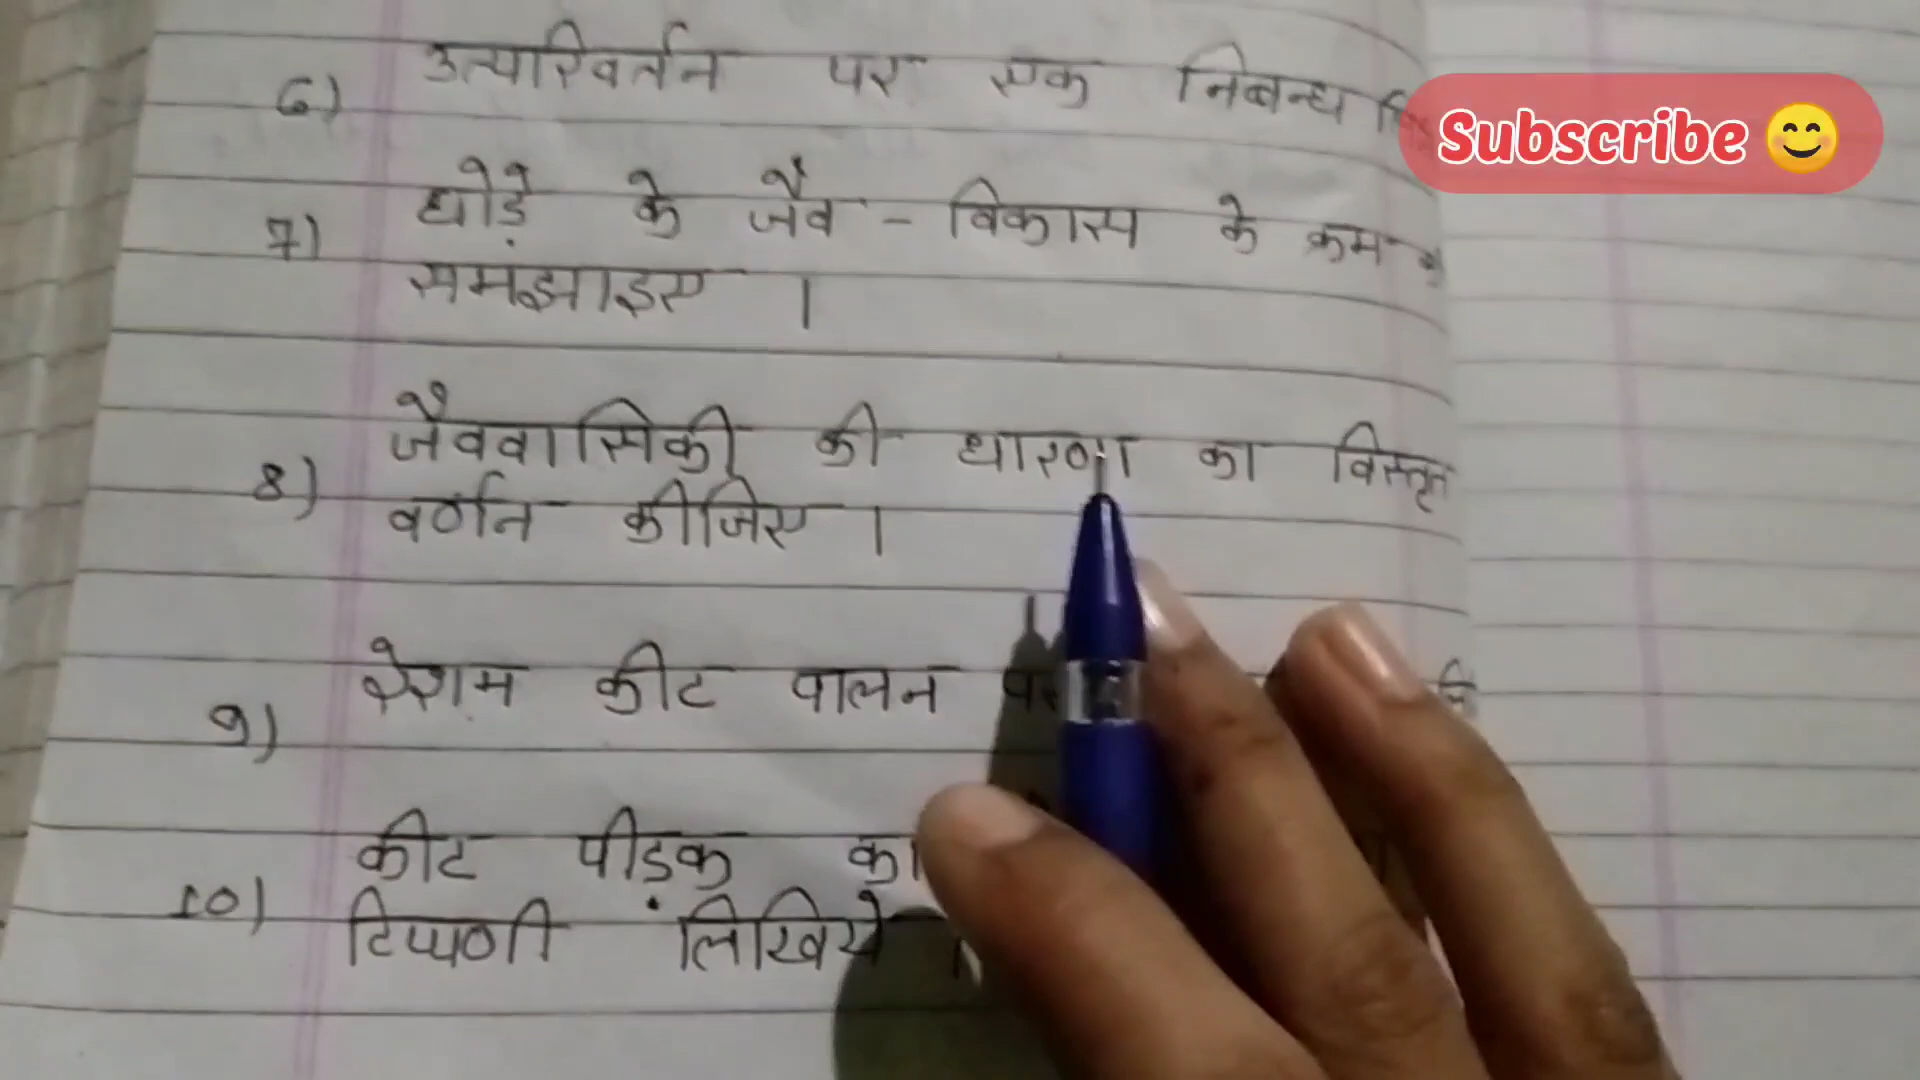 6) उत्परिवर्तन पर एक निबन्ध
Subscribe
7) घोड़े के जैव - विकास के क्रम
समझाइए ।
8) जैववासिकी की धारणा का विस्तृत
वर्णन कीजिए ।
9) रेशम कीट पालन पर
10) कीट पीड़क
टिप्पणी लिखिये ।